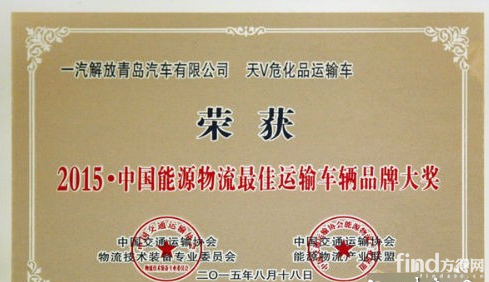 一汽解放青岛汽车有限公司 天V危化品运输车
荣获
2015·中国能源物流最佳运输车辆品牌大奖
中国交通运输协会 中国交通运输协会
物流技术装备专业委员会 能源物流产业联盟
二〇一五年八月十八日
find方得网